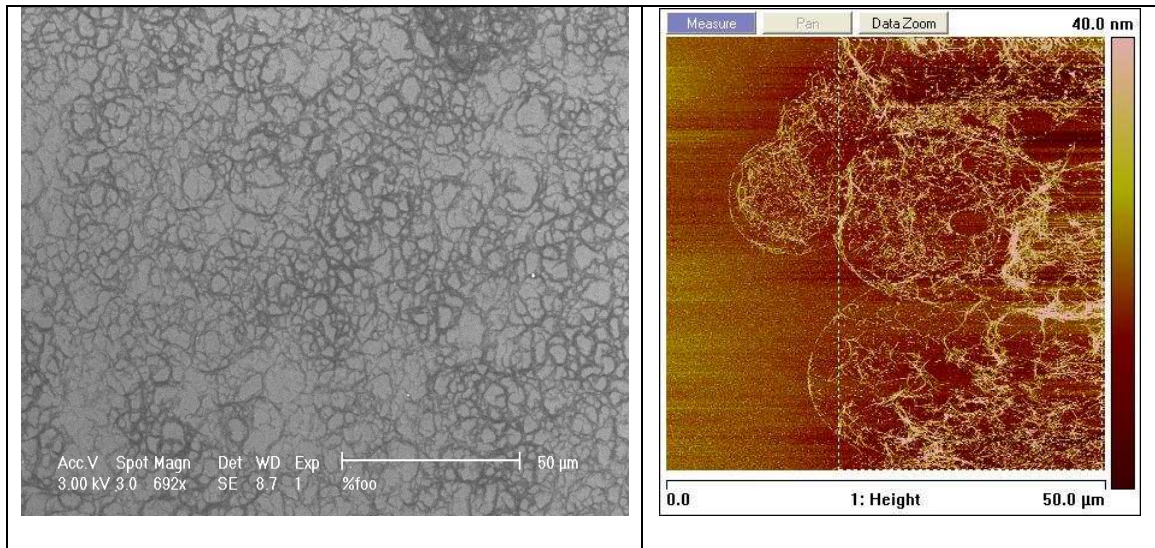 Acc.V Spot Magn Det WD Exp 50 µm
3.00 kV 3.0 692x SE 8.7 1 %foo
Measure Pan Data Zoom 40.0 nm
0.0 1: Height 50.0 µm